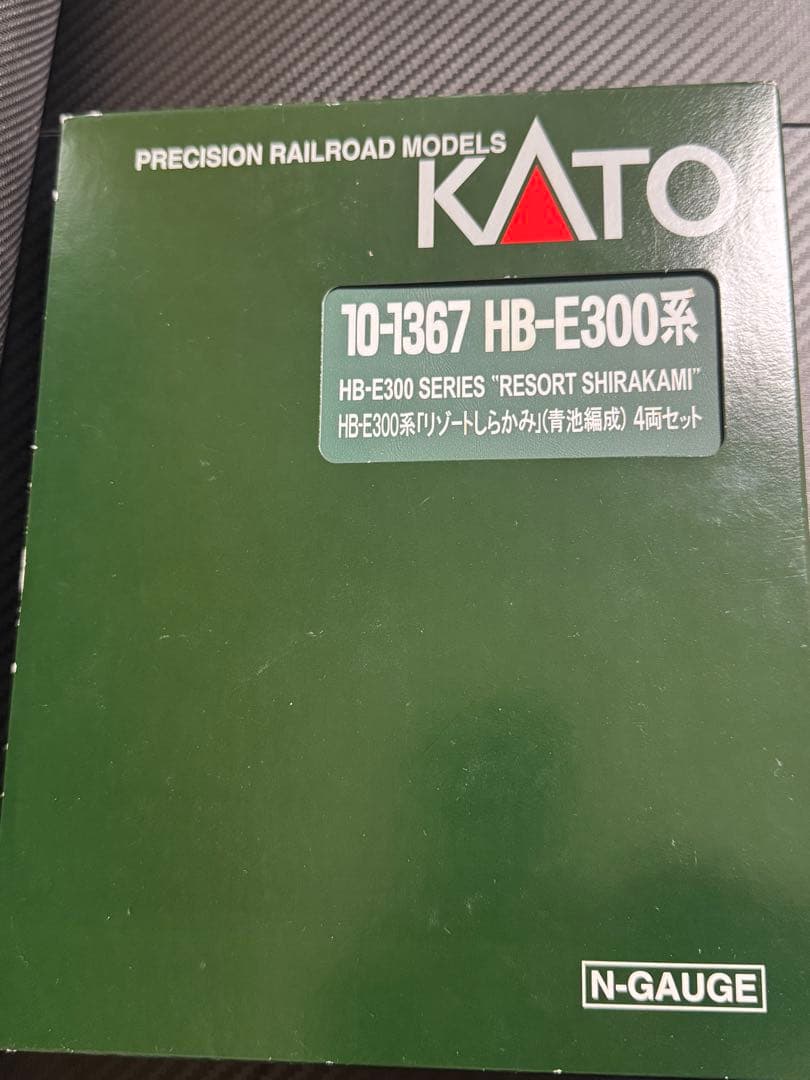 PRECISION RAILROAD MODELS
KATO
10-1367 HB-E300系
HB-E300 SERIES "RESORT SHIRAKAMI"
HB-E300系「リゾートしらかみ」(青池編成) 4両セット
N-GAUGE